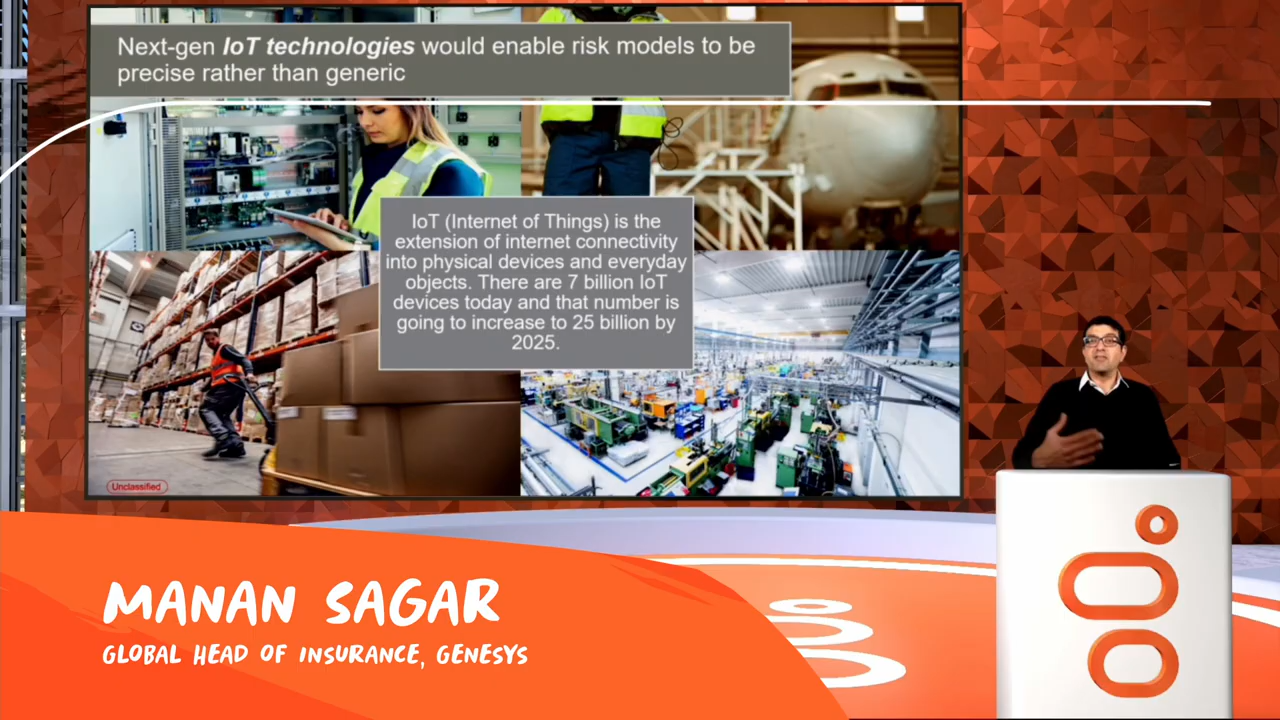 Next-gen IoT technologies would enable risk models to be
precise rather than generic
IoT (Internet of Things) is the
extension of internet connectivity
into physical devices and everyday
objects. There are 7 billion IoT
devices today and that number is
going to increase to 25 billion by
2025.
Unclassified
MANAN SAGAR
GLOBAL HEAD OF INSURANCE, GENESYS